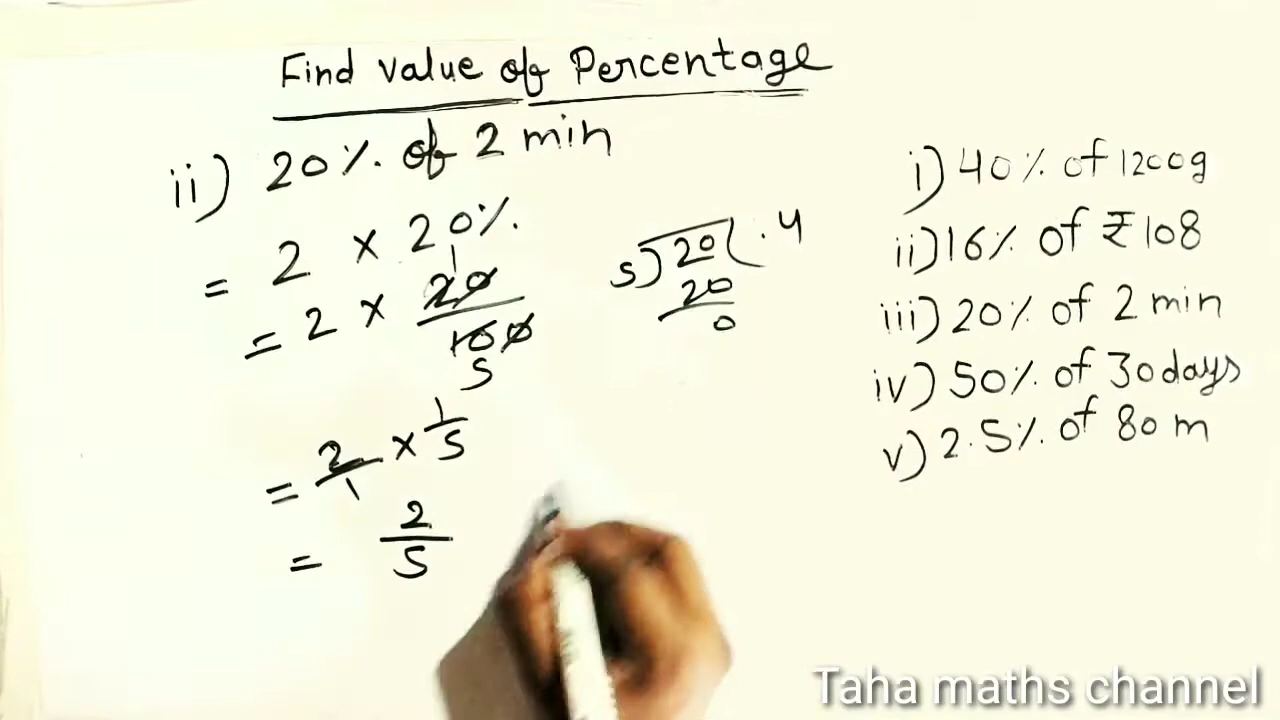 Find value of Percentage
ii) 20% of 2 min
= 2 × 20%
= 2 × 20/100
1
5
= 2/1 × 1/5
= 2/5
5)20(.4
20
0
i) 40% of 1200g
ii) 16% of ₹108
iii) 20% of 2 min
iv) 50% of 30 days
v) 2.5% of 80 m
Taha maths channel